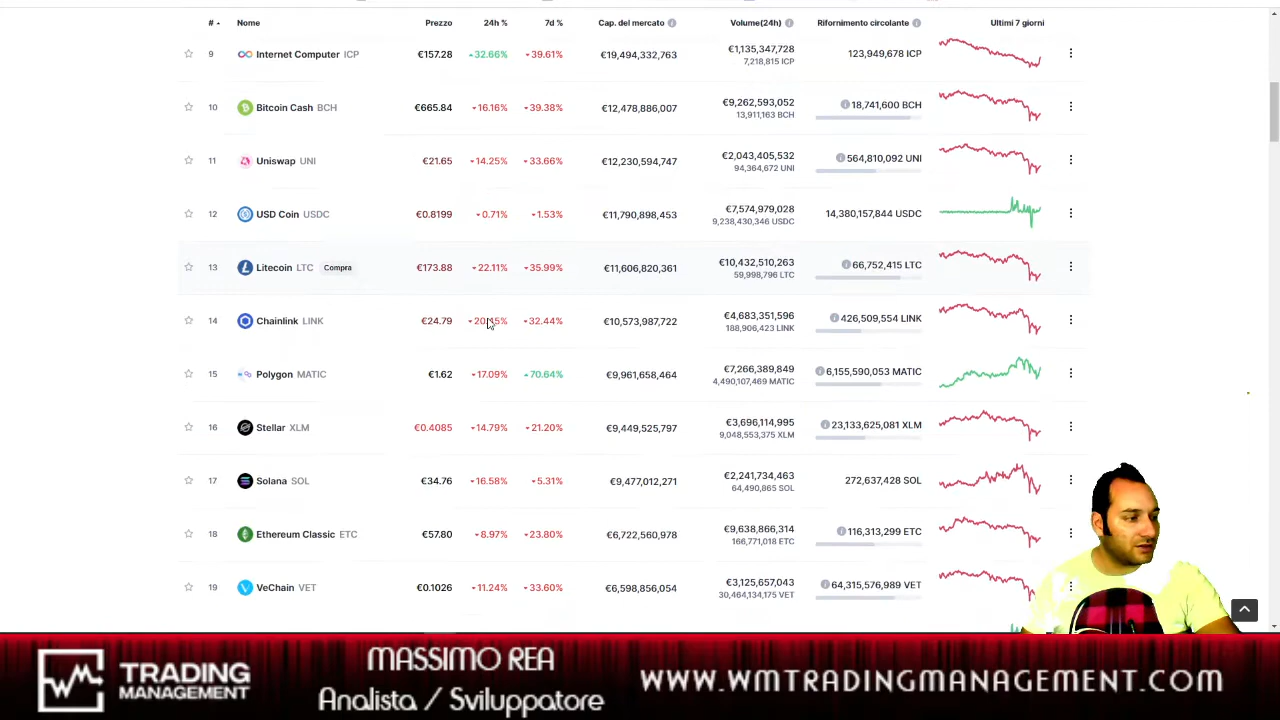 # Nome Prezzo 24h % 7d % Cap. del mercato Volume(24h) Rifornimento circolante Ultimi 7 giorni
9 Internet Computer ICP €157.28 32.66% 39.61% €19,494,332,763 €1,135,347,728 123,949,678 ICP
7,218,815 ICP
10 Bitcoin Cash BCH €665.84 16.16% 39.38% €12,478,886,007 €9,262,593,052 18,741,600 BCH
13,911,163 BCH
11 Uniswap UNI €21.65 14.25% 33.66% €12,230,594,747 €2,043,405,532 564,810,092 UNI
94,364,672 UNI
12 USD Coin USDC €0.8199 0.71% 1.53% €11,790,898,453 €7,574,979,028 14,380,157,844 USDC
9,238,430,346 USDC
13 Litecoin LTC Compra €173.88 22.11% 35.99% €11,606,820,361 €10,432,510,263 66,752,415 LTC
59,998,796 LTC
14 Chainlink LINK €24.79 32.44% €10,573,987,722 €4,683,351,596 426,509,554 LINK
188,906,423 LINK
15 Polygon MATIC €1.62 17.09% 70.64% €9,961,658,464 €7,266,389,849 6,155,590,053 MATIC
4,490,107,469 MATIC
16 Stellar XLM €0.4085 14.79% 21.20% €9,449,525,797 €3,696,114,995 23,133,625,081 XLM
9,048,553,375 XLM
17 Solana SOL €34.76 16.58% 5.31% €9,477,012,271 €2,241,734,463 272,637,428 SOL
64,490,865 SOL
18 Ethereum Classic ETC €57.80 8.97% 23.80% €6,722,560,978 €9,638,866,314 116,313,299 ETC
166,771,018 ETC
19 VeChain VET €0.1026 11.24% 33.60% €6,598,856,054 €3,125,657,043 64,315,576,989 VET
30,464,134,175 VET
TRADING
MANAGEMENT
MASSIMO REA
Analista / Sviluppatore
WWW.WMTRADINGMANAGEMENT.COM